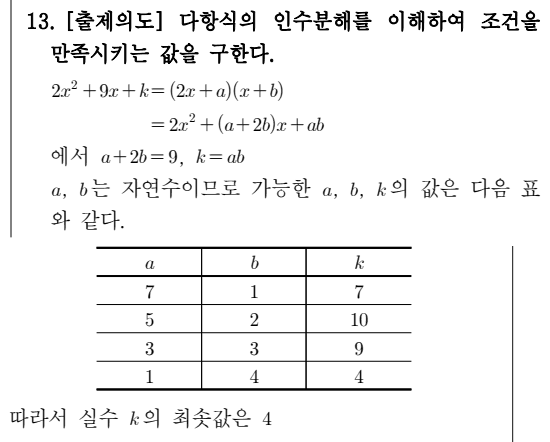 13. [출제의도] 다항식의 인수분해를 이해하여 조건을
만족시키는 값을 구한다.
2x²+9x+k=(2x+a)(x+b)
=2x²+(a+2b)x+ab
에서 a+2b=9, k=ab
a, b는 자연수이므로 가능한 a, b, k의 값은 다음 표
와 같다.
a b k
7 1 7
5 2 10
3 3 9
1 4 4
따라서 실수 k의 최솟값은 4